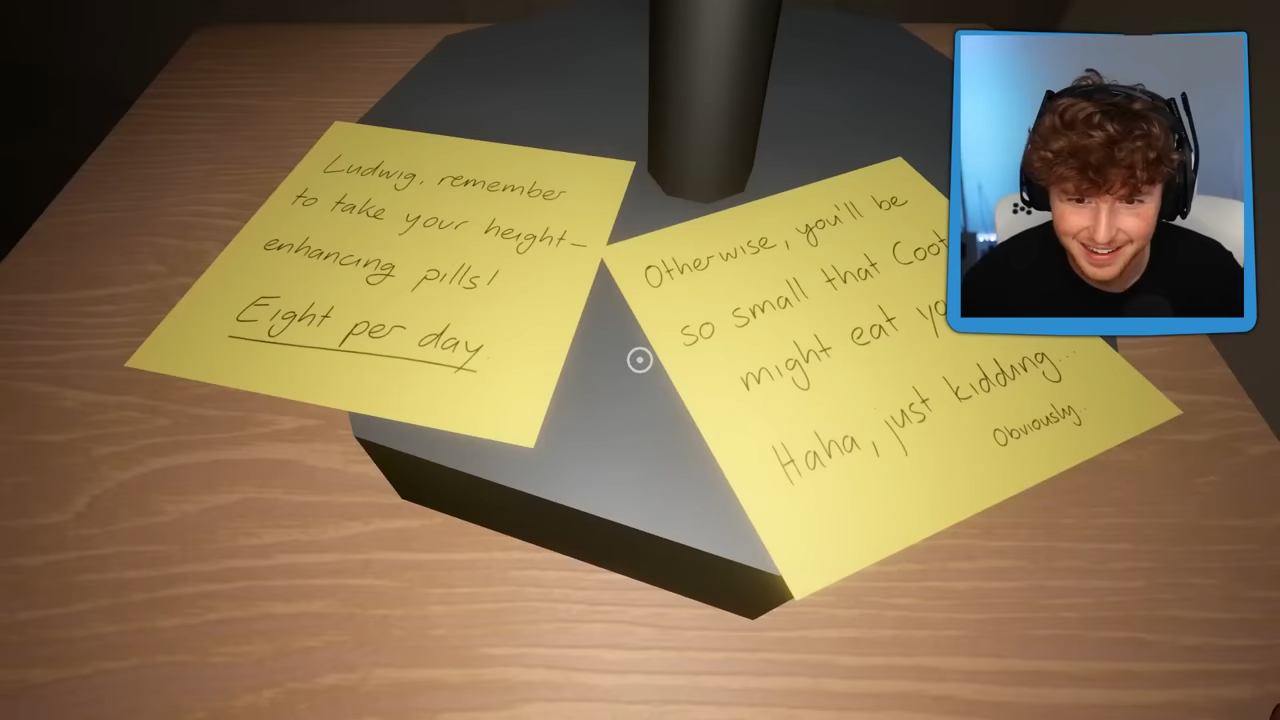 Ludwig, remember
to take your height-
enhancing pills!
Eight per day.
Otherwise, you'll be
so small that
might eat
Haha, just kidding...
Obviously.